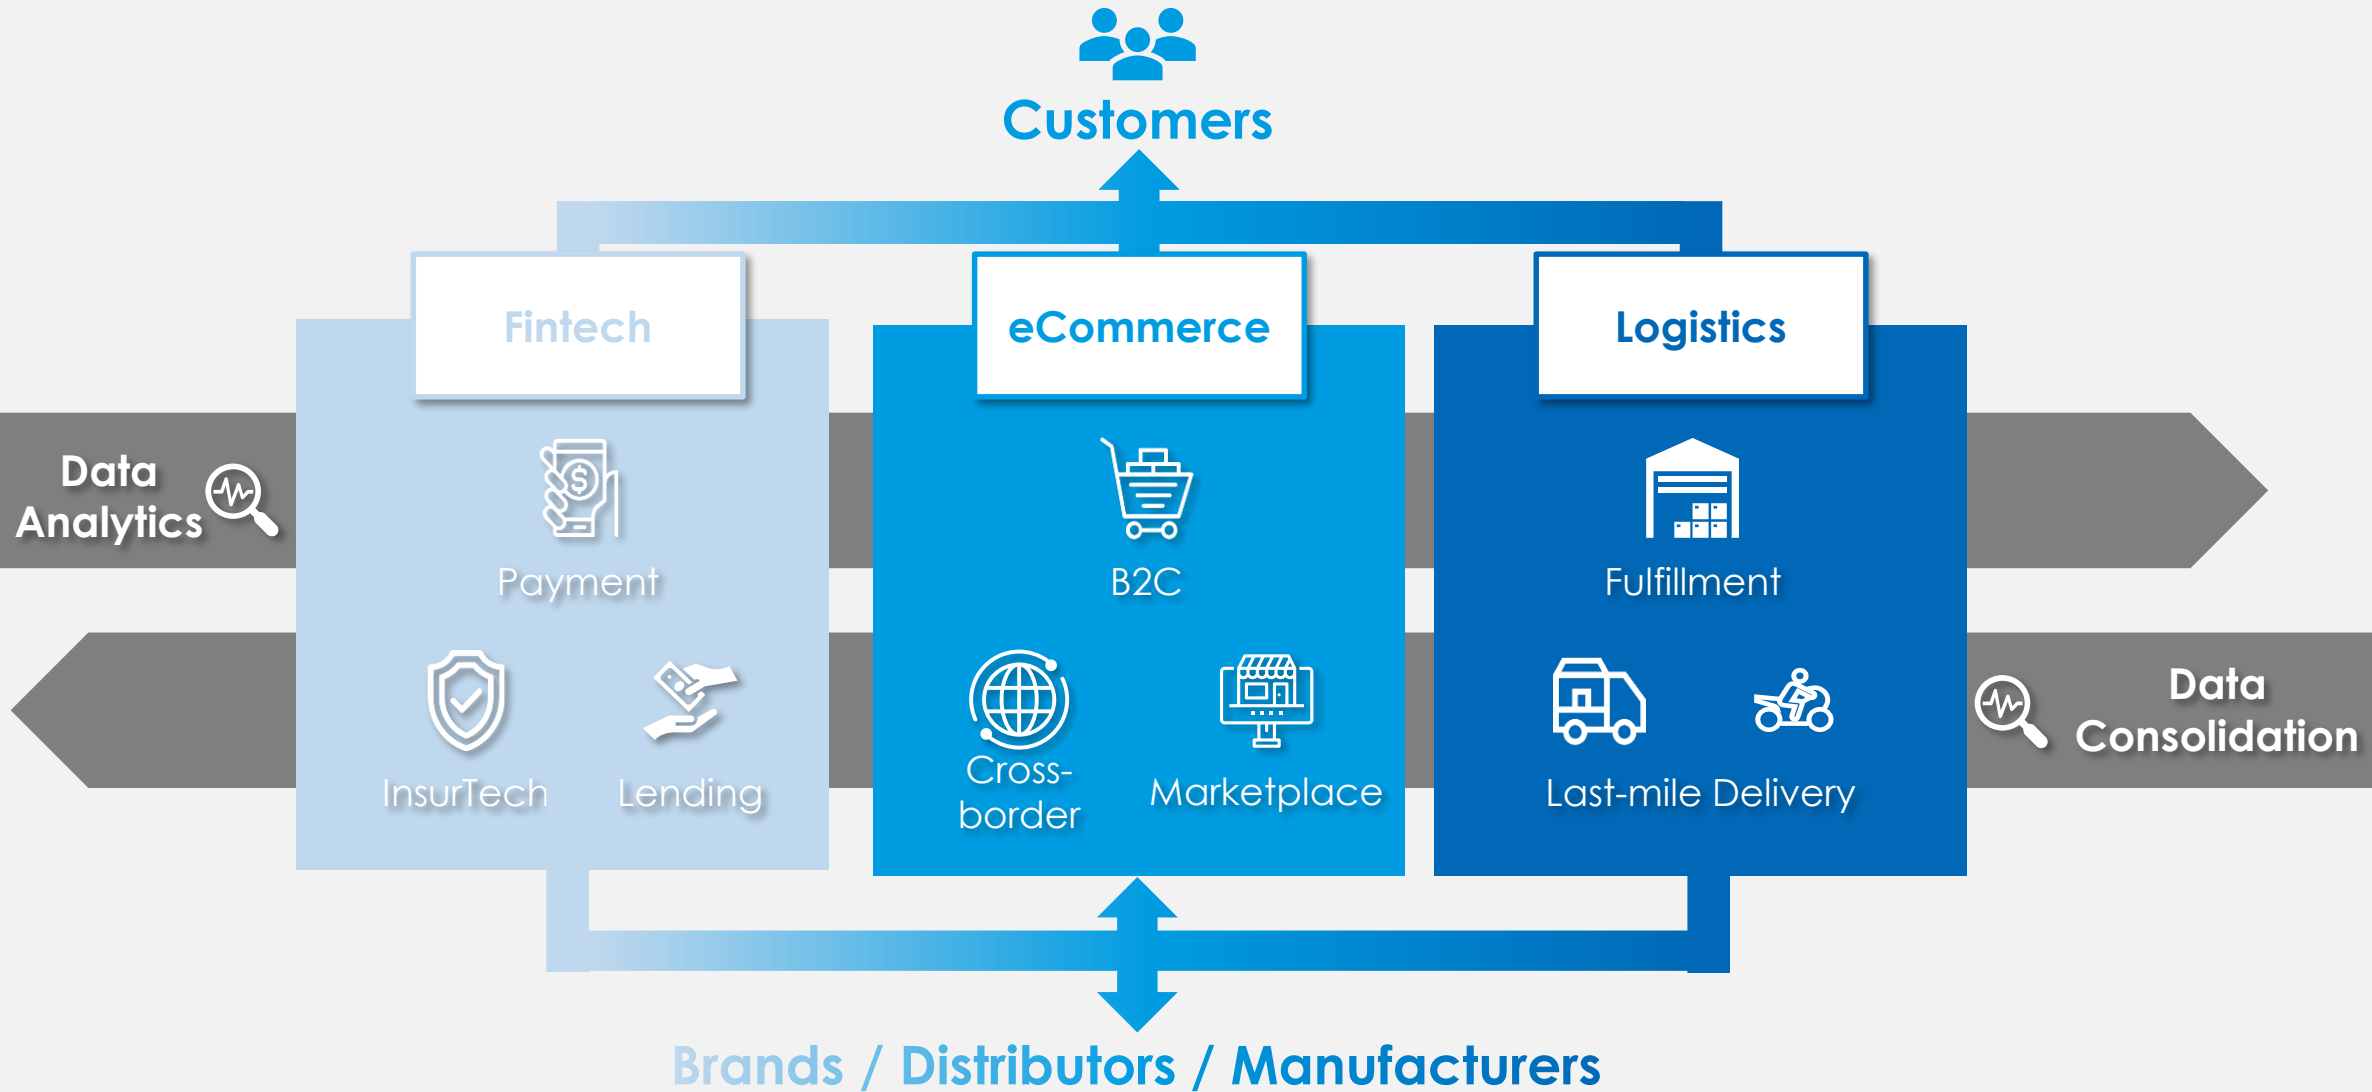 Customers
Fintech
eCommerce
Logistics
Data
Analytics
Payment
B2C
Fulfillment
InsurTech
Lending
Cross-
border
Marketplace
Last-mile Delivery
Data
Consolidation
Brands / Distributors / Manufacturers